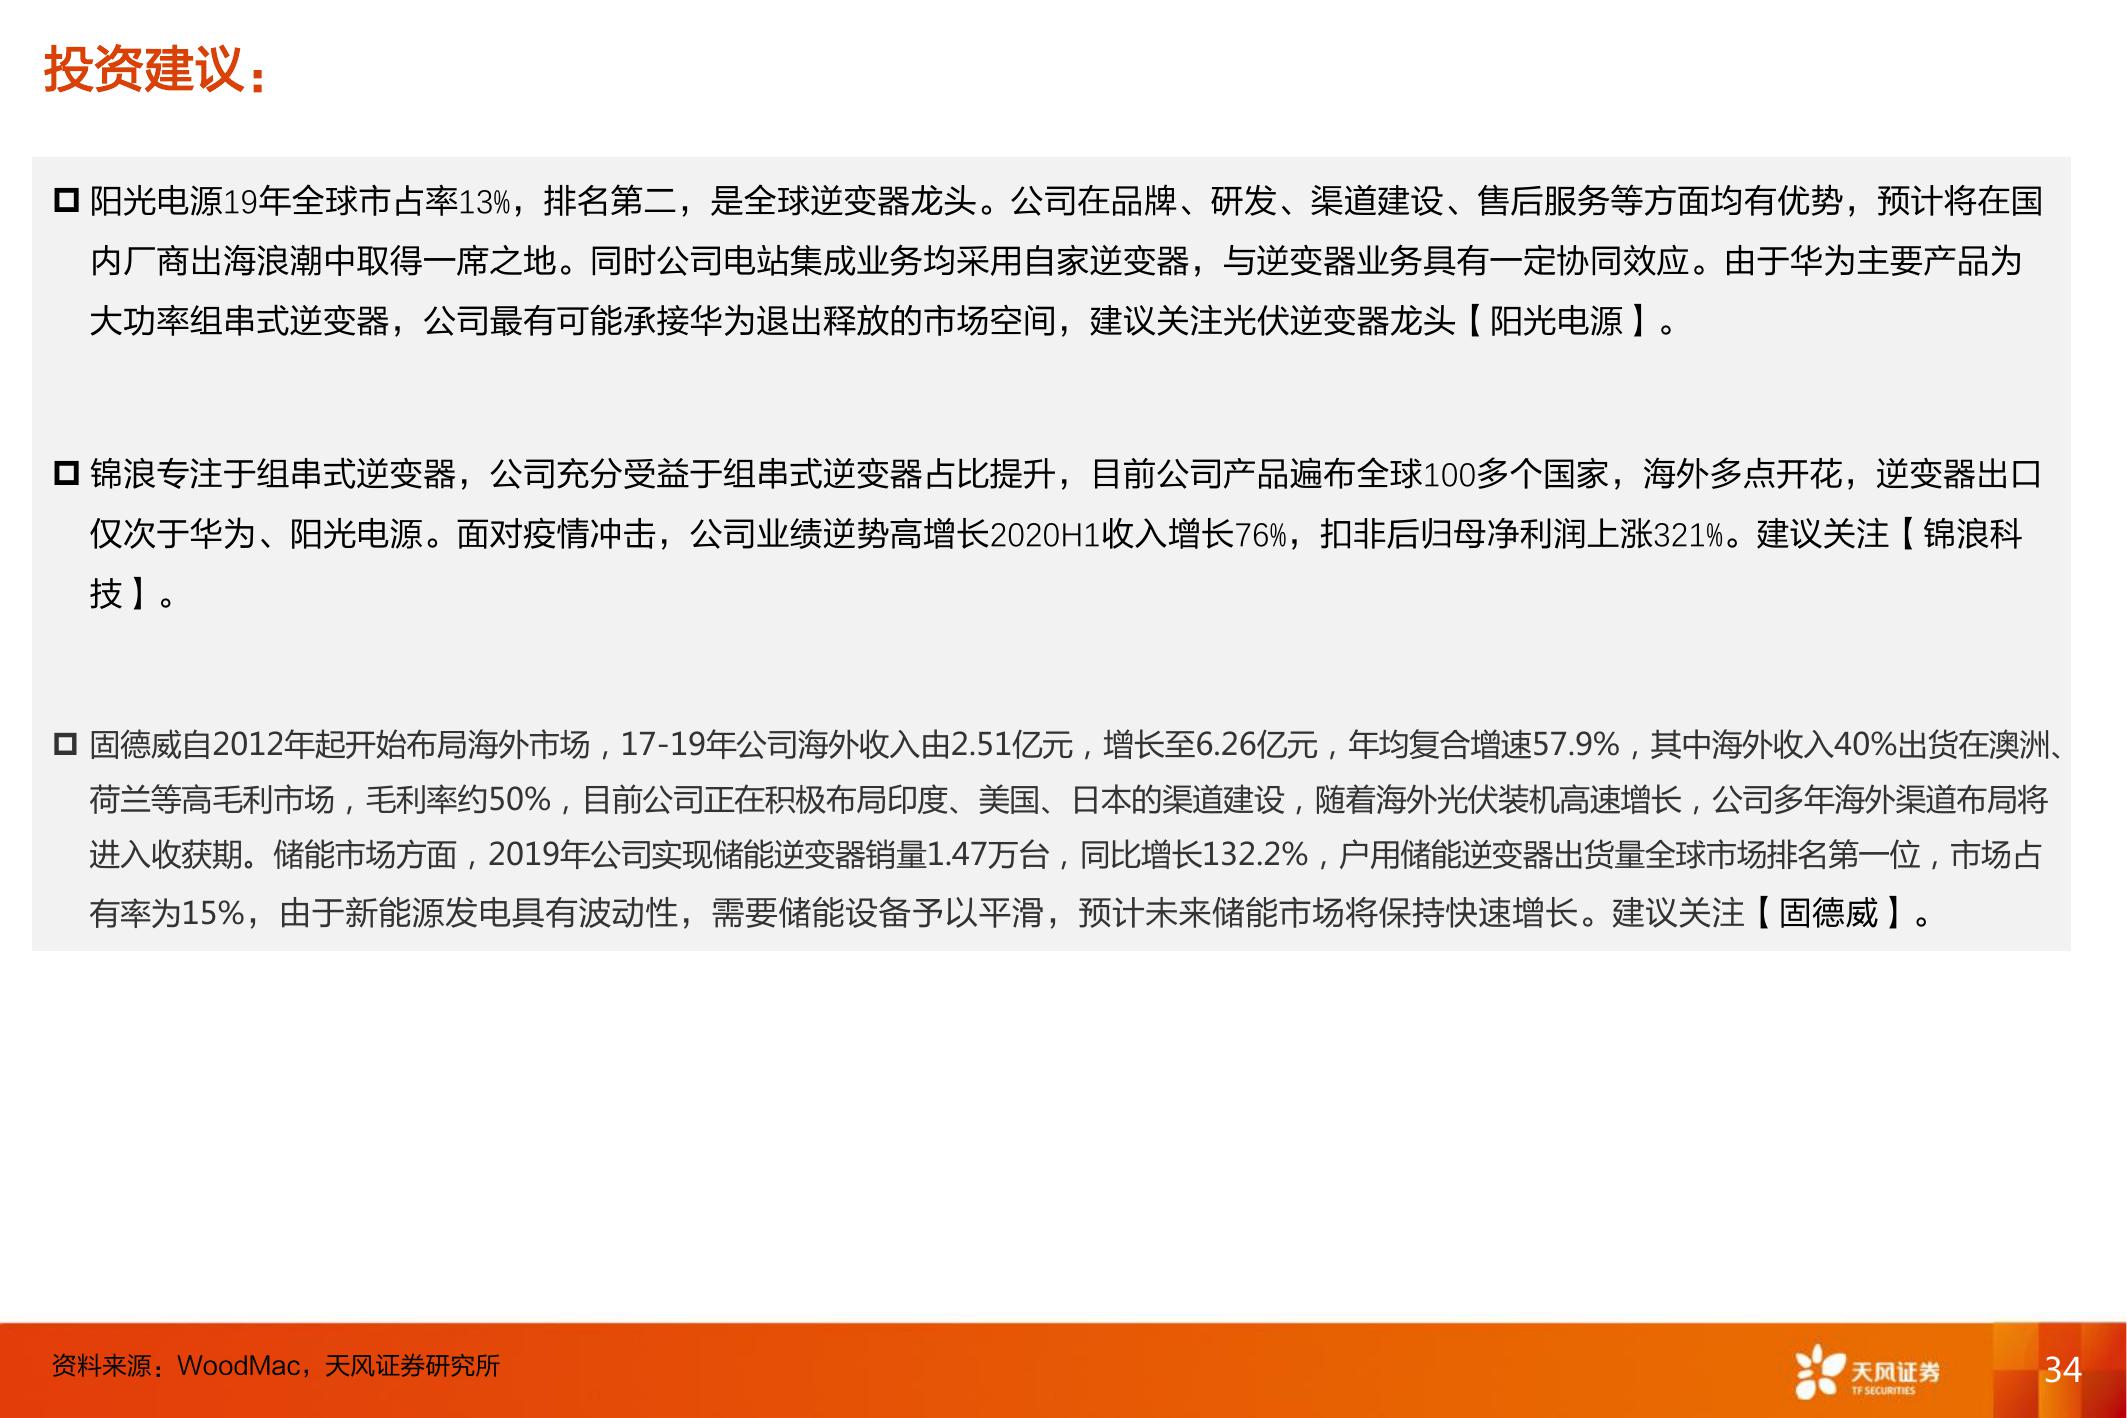 投资建议：
阳光电源19年全球市占率13%，排名第二，是全球逆变器龙头。公司在品牌、研发、渠道建设、售后服务等方面均有优势，预计将在国
内厂商出海浪潮中取得一席之地。同时公司电站集成业务均采用自家逆变器，与逆变器业务具有一定协同效应。由于华为主要产品为
大功率组串式逆变器，公司最有可能承接华为退出释放的市场空间，建议关注光伏逆变器龙头【阳光电源】。
锦浪专注于组串式逆变器，公司充分受益于组串式逆变器占比提升，目前公司产品遍布全球100多个国家，海外多点开花，逆变器出口
仅次于华为、阳光电源。面对疫情冲击，公司业绩逆势高增长2020H1收入增长76%，扣非后归母净利润上涨321%。建议关注【锦浪科
技】。
固德威自2012年起开始布局海外市场，17-19年公司海外收入由2.51亿元，增长至6.26亿元，年均复合增速57.9%，其中海外收入40%出货在澳洲、
荷兰等高毛利市场，毛利率约50%，目前公司正在积极布局印度、美国、日本的渠道建设，随着海外光伏装机高速增长，公司多年海外渠道布局将
进入收获期。储能市场方面，2019年公司实现储能逆变器销量1.47万台，同比增长132.2%，户用储能逆变器出货量全球市场排名第一位，市场占
有率为15%，由于新能源发电具有波动性，需要储能设备予以平滑，预计未来储能市场将保持快速增长。建议关注【固德威】。
资料来源：WoodMac，天风证券研究所
天风证券
TF SECURITIES
34